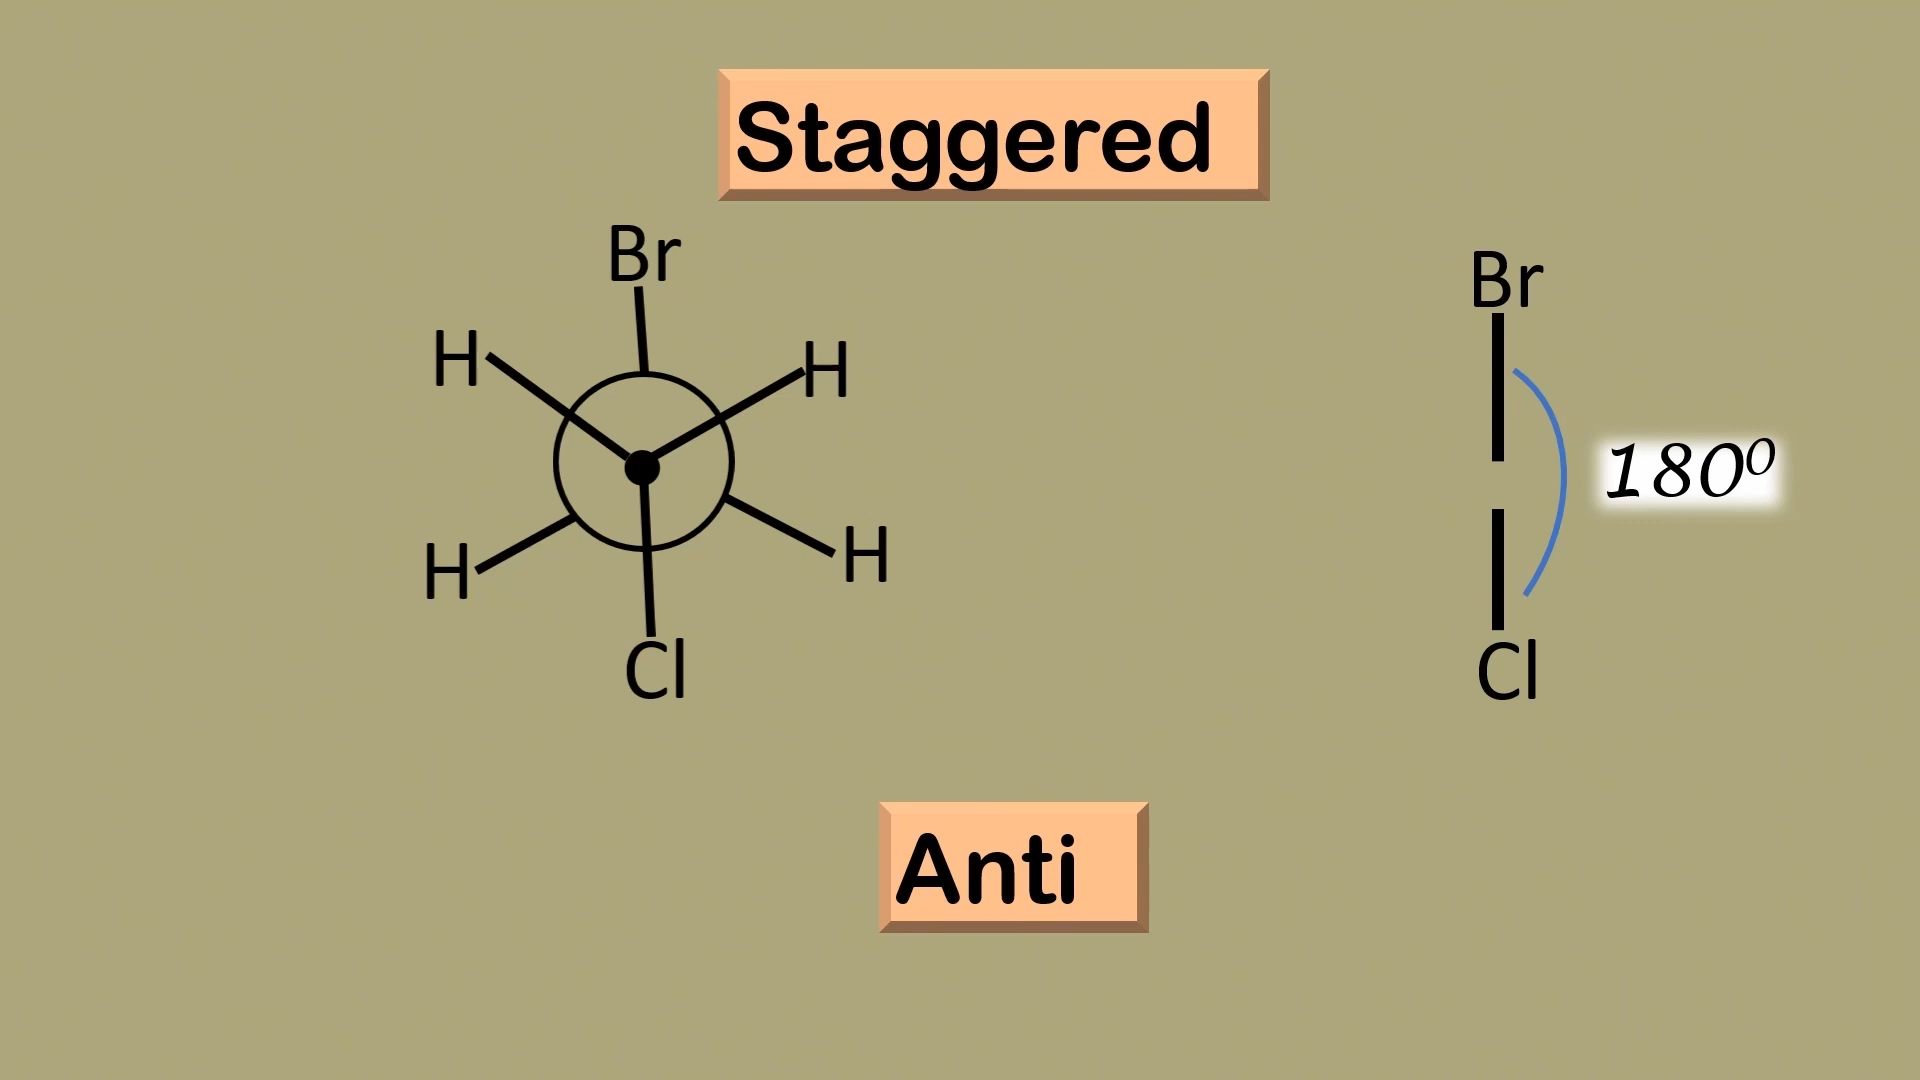 Staggered
Br
H H
H H
Cl
Br
180⁰
Cl
Anti